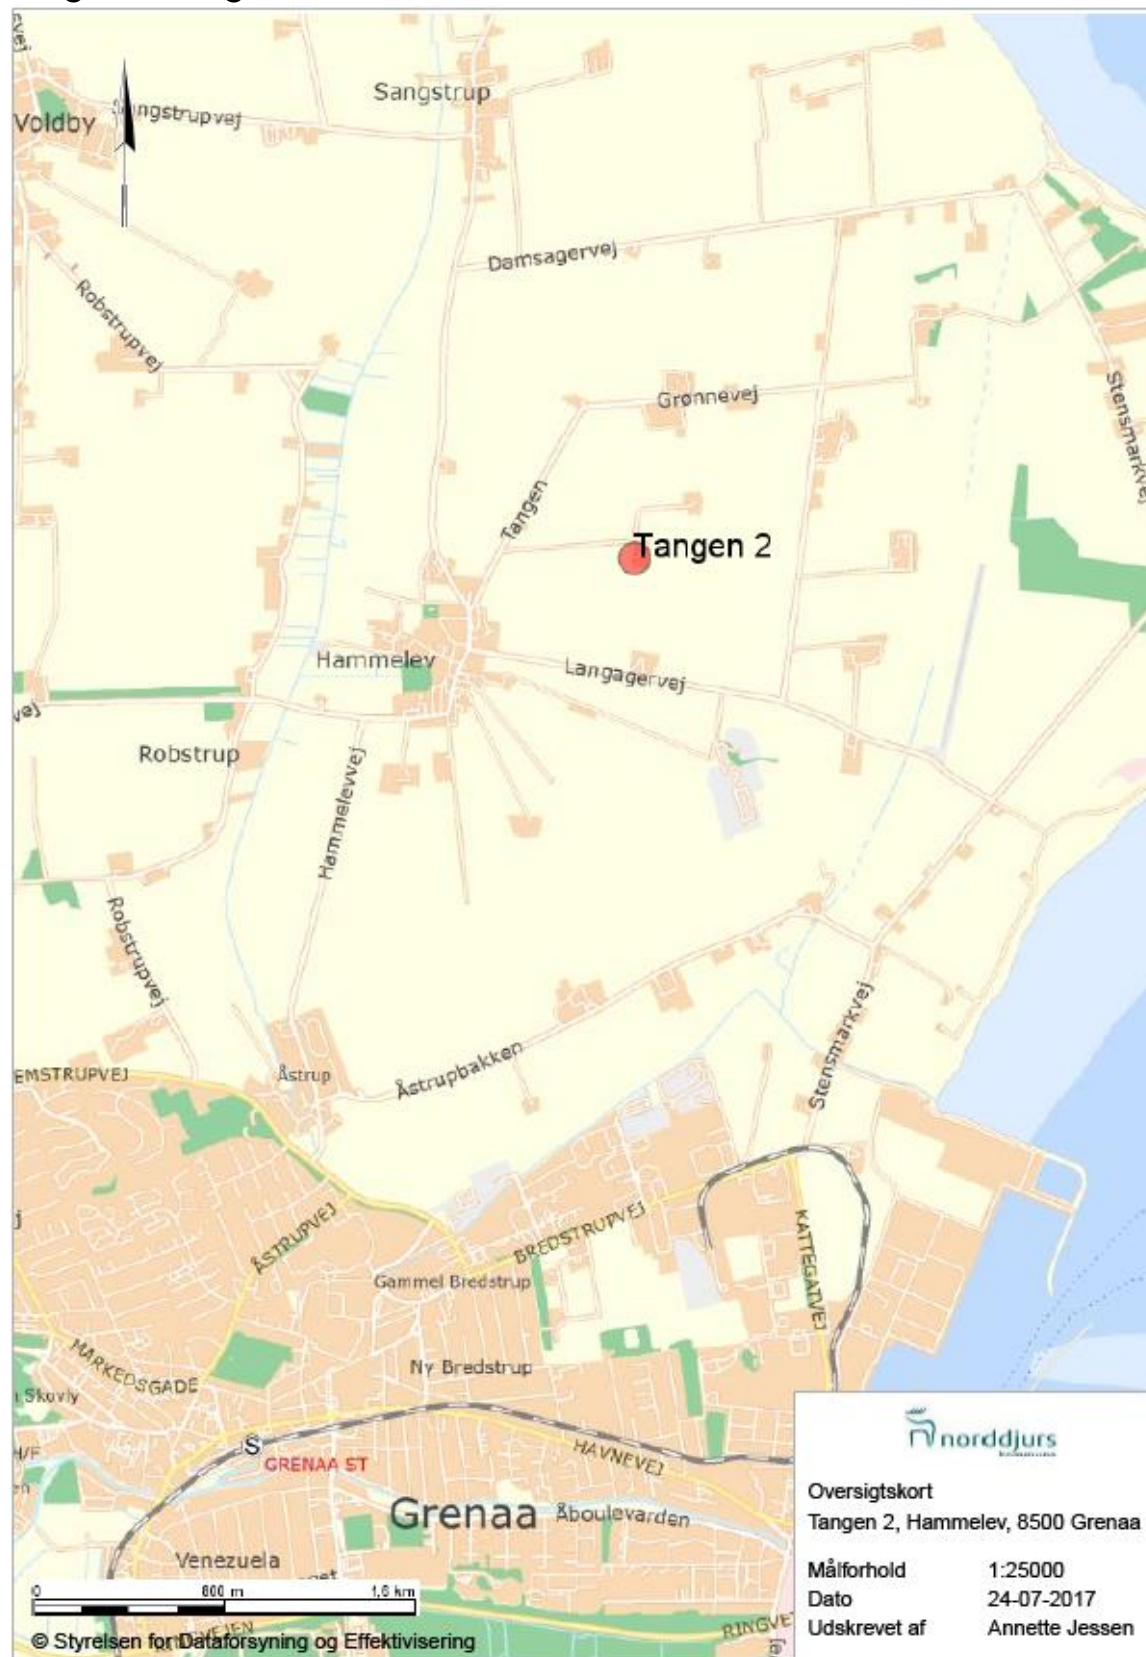 Sangstrup
Voldby
Sangstrupvej
Damsagervej
Robstrupvej
Grønnevej
Stensmarkvej
Tangen
Tangen 2
Hammelev
Langagervej
vej
Robstrup
Hammelevvej
Robstrupvej
Stensmarkvej
Åstrupbakken
EMSTRUPVEJ
Åstrup
ÅSTRUPVEJ
BREDSTRUPVEJ
KATTEGATVEJ
Gammel Bredstrup
MARKEDSGADE
Ny Bredstrup
Skovly
H/F
S
GRENAA ST
HAVNEVEJ
Grenaa
Åboulevarden
Venezuela
norddjurs
kommune
Oversigtskort
Tangen 2, Hammelev, 8500 Grenaa
Målforhold 1:25000
Dato 24-07-2017
Udskrevet af Annette Jessen
0 800 m 1,6 km
RINGVEJ
© Styrelsen for Dataforsyning og Effektivisering